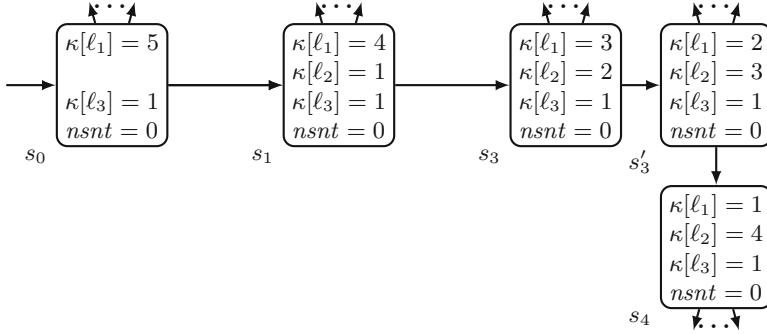 ··· ··· ··· ···
κ[ℓ₁] = 5
κ[ℓ₃] = 1
nsnt = 0
s₀
κ[ℓ₁] = 4
κ[ℓ₂] = 1
κ[ℓ₃] = 1
nsnt = 0
s₁
κ[ℓ₁] = 3
κ[ℓ₂] = 2
κ[ℓ₃] = 1
nsnt = 0
s₃
κ[ℓ₁] = 2
κ[ℓ₂] = 3
κ[ℓ₃] = 1
nsnt = 0
s′₃
κ[ℓ₁] = 1
κ[ℓ₂] = 4
κ[ℓ₃] = 1
nsnt = 0
s₄
···